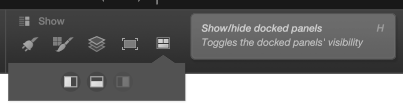 Show
Show/hide docked panels H
Toggles the docked panels' visibility